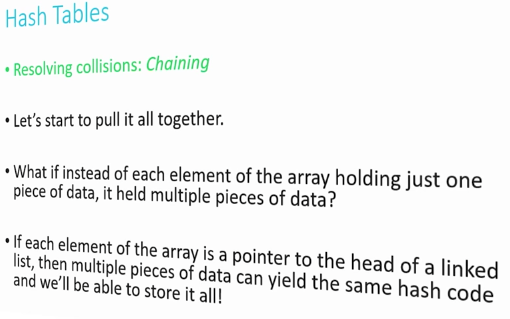 Hash Tables
• Resolving collisions: Chaining
• Let's start to pull it all together.
• What if instead of each element of the array holding just one
piece of data, it held multiple pieces of data?
• If each element of the array is a pointer to the head of a linked
list, then multiple pieces of data can yield the same hash code
and we'll be able to store it all!